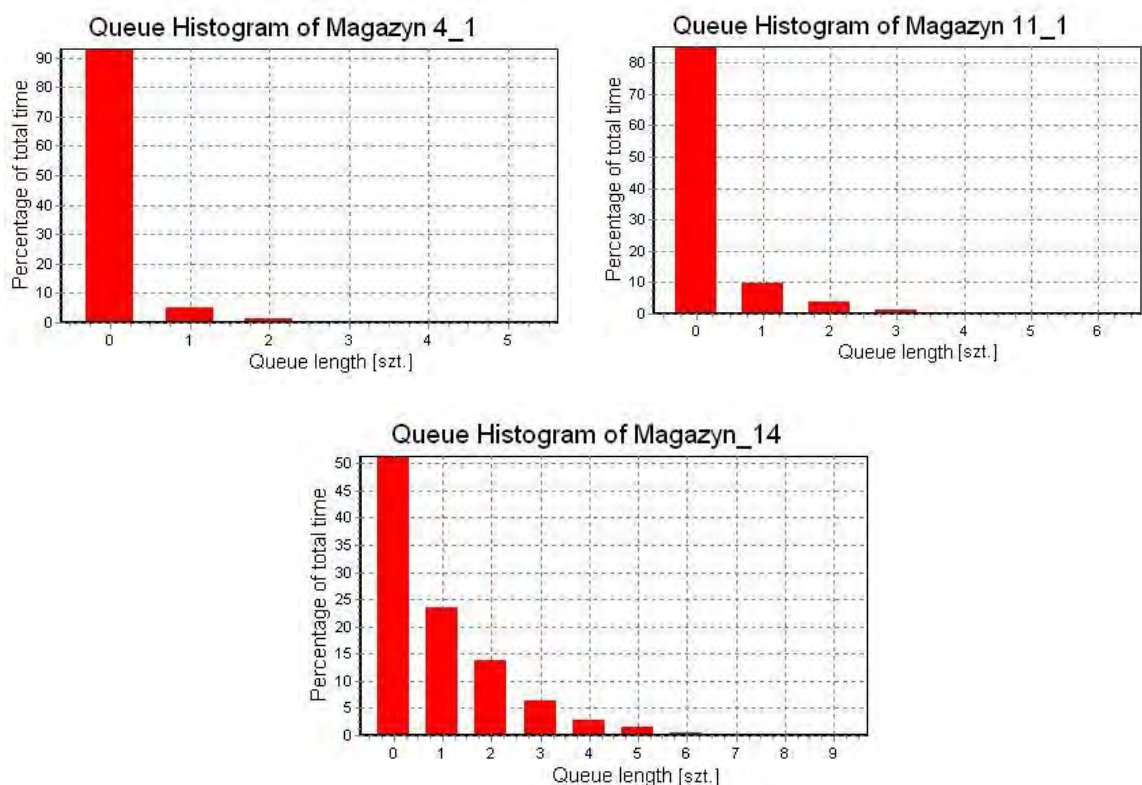 Queue Histogram of Magazyn 4_1
Percentage of total time
90
80
70
60
50
40
30
20
10
0
0 1 2 3 4 5
Queue length [szt.]
Queue Histogram of Magazyn 11_1
Percentage of total time
80
70
60
50
40
30
20
10
0
0 1 2 3 4 5 6
Queue length [szt.]
Queue Histogram of Magazyn_14
Percentage of total time
50
45
40
35
30
25
20
15
10
5
0
0 1 2 3 4 5 6 7 8 9
Queue length [szt.]